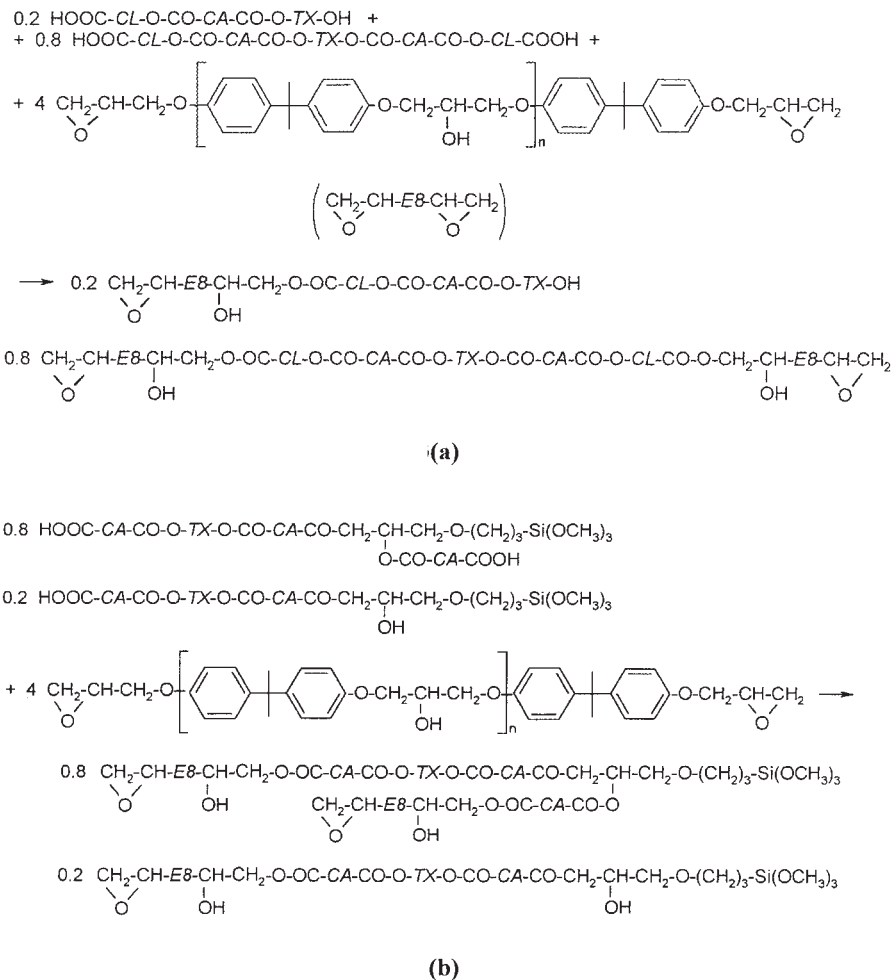 0.2 HOOC-CL-O-CO-CA-CO-O-TX-OH +
+ 0.8 HOOC-CL-O-CO-CA-CO-O-TX-O-CO-CA-CO-O-CL-COOH +
+ 4 CH₂-CH-CH₂-O O-CH₂-CH-CH₂-O O-CH₂-CH-CH₂
O OH n O
(CH₂-CH-E8-CH-CH₂)
O O
⟶ 0.2 CH₂-CH-E8-CH-CH₂-O-OC-CL-O-CO-CA-CO-O-TX-OH
O OH
0.8 CH₂-CH-E8-CH-CH₂-O-OC-CL-O-CO-CA-CO-O-TX-O-CO-CA-CO-O-CL-CO-O-CH₂-CH-E8-CH-CH₂
O OH OH O
(a)
0.8 HOOC-CA-CO-O-TX-O-CO-CA-CO-CH₂-CH-CH₂-O-(CH₂)₃-Si(OCH₃)₃
O-CO-CA-COOH
0.2 HOOC-CA-CO-O-TX-O-CO-CA-CO-CH₂-CH-CH₂-O-(CH₂)₃-Si(OCH₃)₃
OH
+ 4 CH₂-CH-CH₂-O O-CH₂-CH-CH₂-O O-CH₂-CH-CH₂ ⟶
O OH n O
0.8 CH₂-CH-E8-CH-CH₂-O-OC-CA-CO-O-TX-O-CO-CA-CO-CH₂-CH-CH₂-O-(CH₂)₃-Si(OCH₃)₃
O OH CH₂-CH-E8-CH-CH₂-O-OC-CA-CO-O
O OH
0.2 CH₂-CH-E8-CH-CH₂-O-OC-CA-CO-O-TX-O-CO-CA-CO-CH₂-CH-CH₂-O-(CH₂)₃-Si(OCH₃)₃
O OH OH
(b)